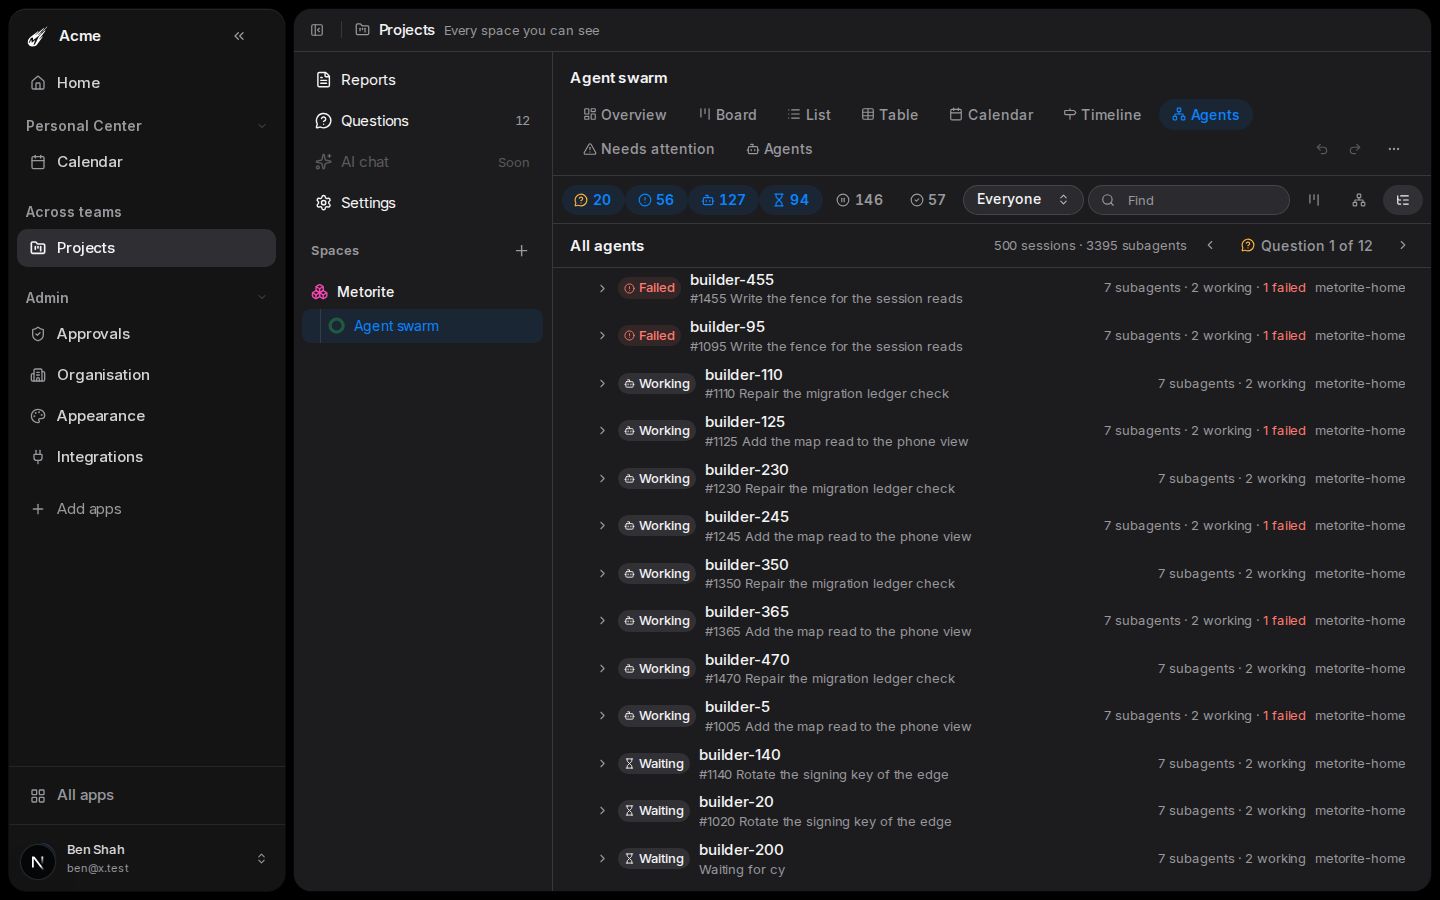 Acme
Home
Personal Center
Calendar
Across teams
Projects
Admin
Approvals
Organisation
Appearance
Integrations
Add apps
All apps
Ben Shah
ben@x.test
Projects Every space you can see
Reports
Questions 12
AI chat Soon
Settings
Spaces
Metorite
Agent swarm
Agent swarm
Overview Board List Table Calendar Timeline Agents
Needs attention Agents
20 56 127 94 146 57 Everyone Find
All agents 500 sessions · 3395 subagents Question 1 of 12
Failed builder-455 7 subagents · 2 working · 1 failed metorite-home
#1455 Write the fence for the session reads
Failed builder-95 7 subagents · 2 working · 1 failed metorite-home
#1095 Write the fence for the session reads
Working builder-110 7 subagents · 2 working metorite-home
#1110 Repair the migration ledger check
Working builder-125 7 subagents · 2 working · 1 failed metorite-home
#1125 Add the map read to the phone view
Working builder-230 7 subagents · 2 working metorite-home
#1230 Repair the migration ledger check
Working builder-245 7 subagents · 2 working · 1 failed metorite-home
#1245 Add the map read to the phone view
Working builder-350 7 subagents · 2 working metorite-home
#1350 Repair the migration ledger check
Working builder-365 7 subagents · 2 working · 1 failed metorite-home
#1365 Add the map read to the phone view
Working builder-470 7 subagents · 2 working metorite-home
#1470 Repair the migration ledger check
Working builder-5 7 subagents · 2 working · 1 failed metorite-home
#1005 Add the map read to the phone view
Waiting builder-140 7 subagents · 2 working metorite-home
#1140 Rotate the signing key of the edge
Waiting builder-20 7 subagents · 2 working metorite-home
#1020 Rotate the signing key of the edge
Waiting builder-200 7 subagents · 2 working metorite-home
Waiting for cy